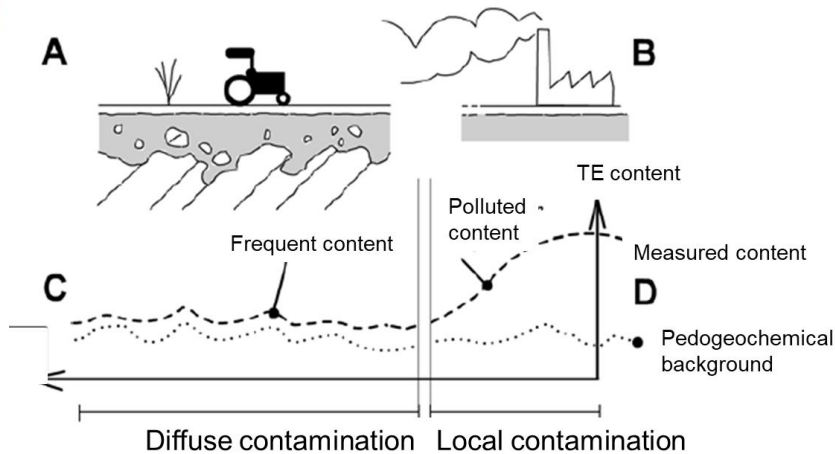 A
B
TE content
Polluted
content
Frequent content
Measured content
C
D
Pedogeochemical
background
Diffuse contamination
Local contamination